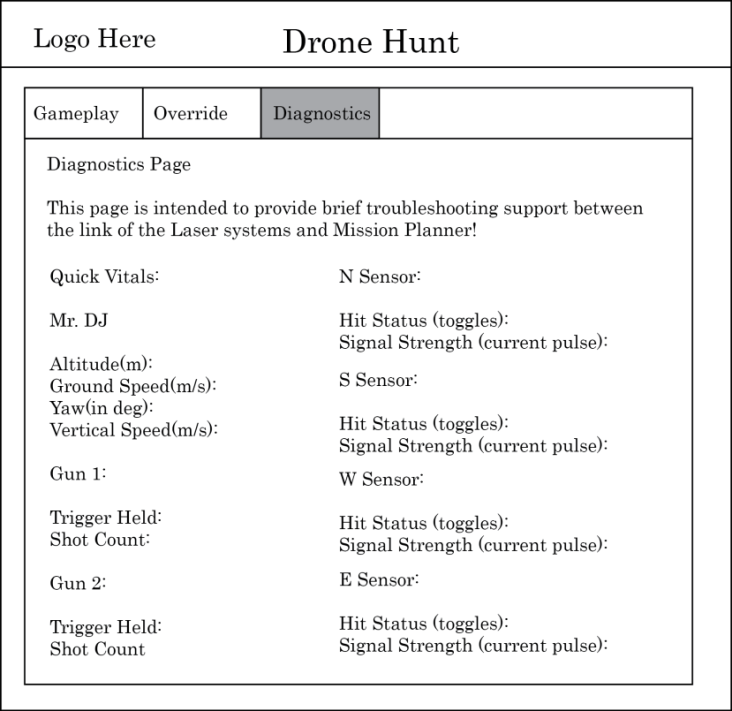 Logo Here
Drone Hunt
Gameplay
Override
Diagnostics
Diagnostics Page
This page is intended to provide brief troubleshooting support between
the link of the Laser systems and Mission Planner!
Quick Vitals:
Mr. DJ
Altitude(m):
Ground Speed(m/s):
Yaw(in deg):
Vertical Speed(m/s):
Gun 1:
Trigger Held:
Shot Count:
Gun 2:
Trigger Held:
Shot Count
N Sensor:
Hit Status (toggles):
Signal Strength (current pulse):
S Sensor:
Hit Status (toggles):
Signal Strength (current pulse):
W Sensor:
Hit Status (toggles):
Signal Strength (current pulse):
E Sensor:
Hit Status (toggles):
Signal Strength (current pulse):